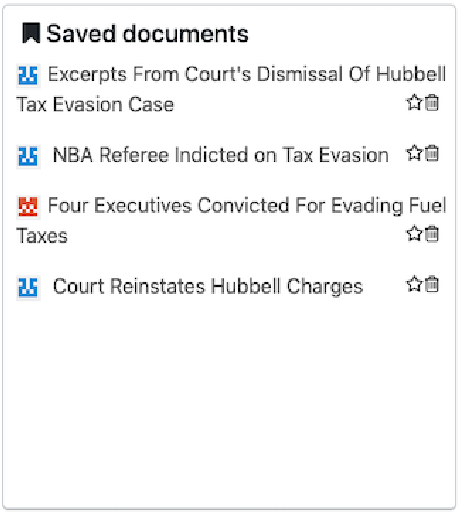 Saved documents
Excerpts From Court's Dismissal Of Hubbell
Tax Evasion Case
NBA Referee Indicted on Tax Evasion
Four Executives Convicted For Evading Fuel
Taxes
Court Reinstates Hubbell Charges